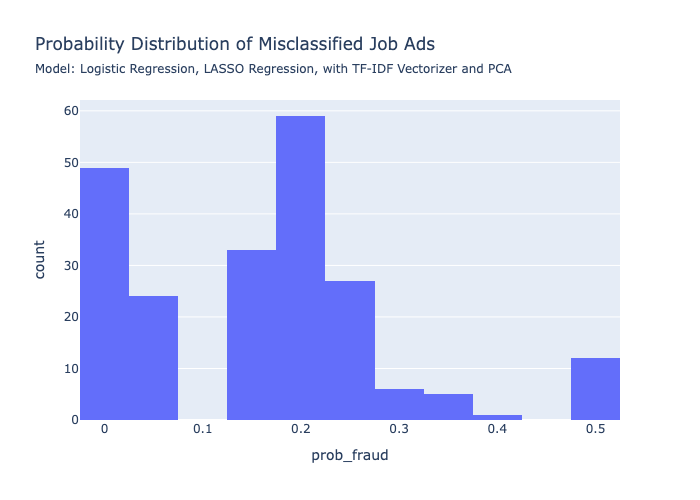 Probability Distribution of Misclassified Job Ads
Model: Logistic Regression, LASSO Regression, with TF-IDF Vectorizer and PCA
60
50
40
30
20
10
0
count
0 0.1 0.2 0.3 0.4 0.5
prob_fraud